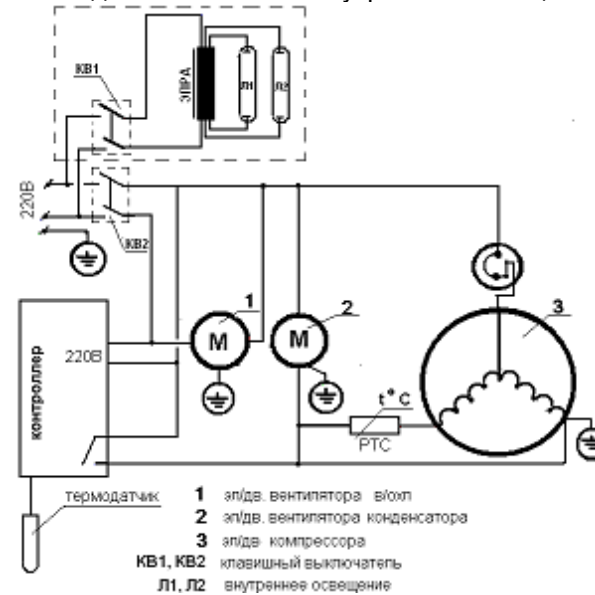 КВ1
ЭПРА
Л1
Л2
220В
КВ2
1
2
3
М
М
контроллер
220В
t°C
РТС
термодатчик
1 эл/дв. вентилятора в/охл
2 эл/дв. вентилятора конденсатора
3 эл/дв компрессора
КВ1, КВ2 клавишный выключатель
Л1, Л2 внутреннее освещение